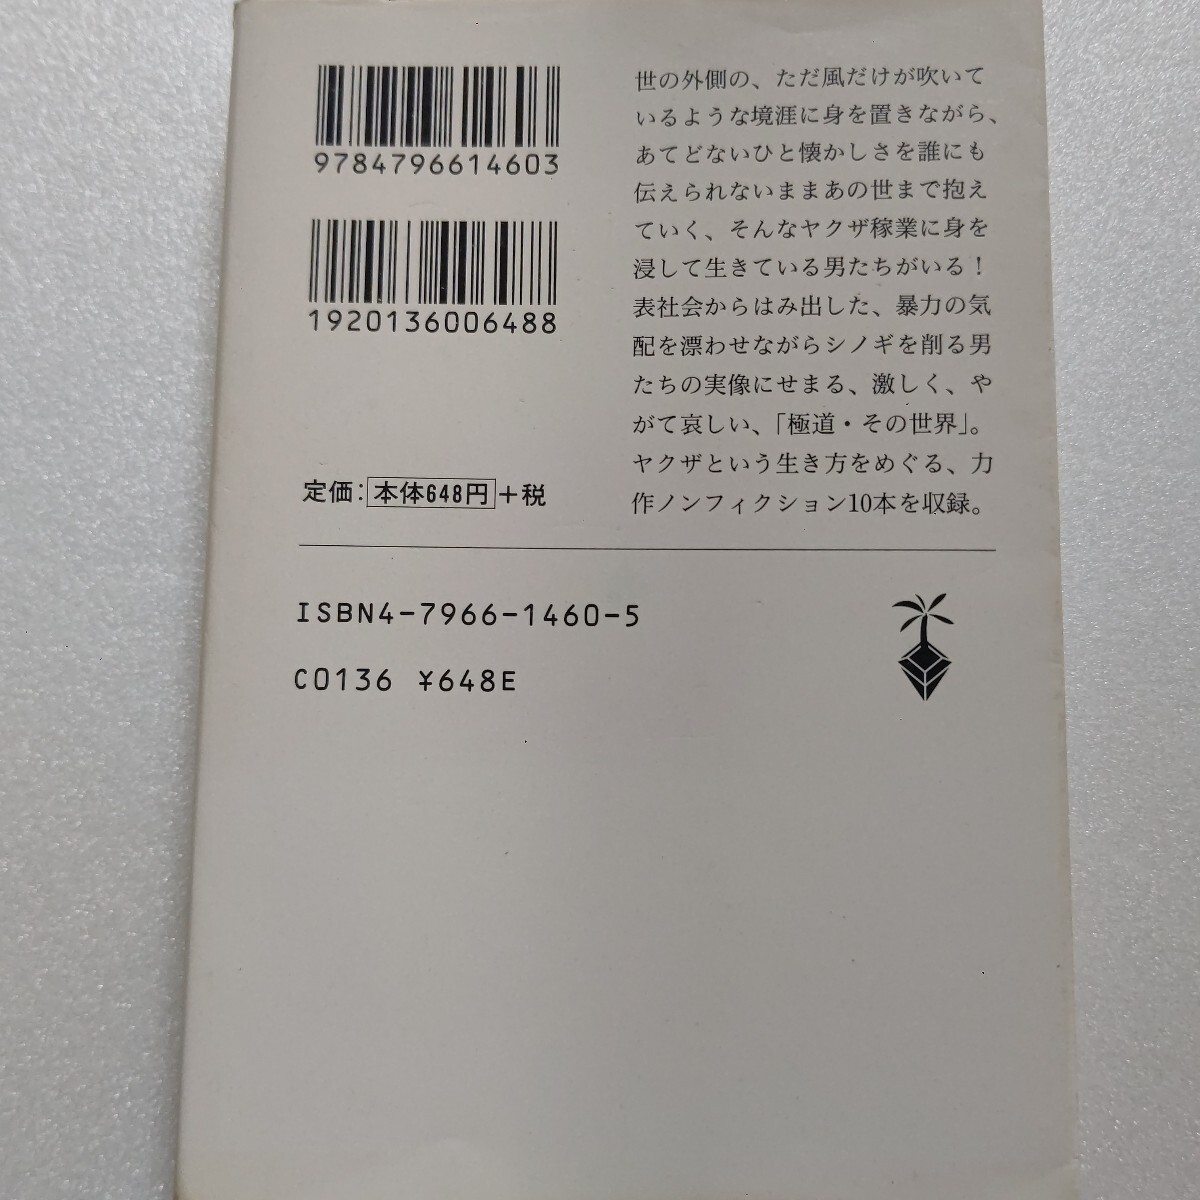 9784796614603
1920136006488
定価：本体648円＋税
世の外側の、ただ風だけが吹いて
いるような境涯に身を置きながら、
あてどないひと懐かしさを誰にも
伝えられないままあの世まで抱え
ていく、そんなヤクザ稼業に身を
浸して生きている男たちがいる！
表社会からはみ出した、暴力の気
配を漂わせながらシノギを削る男
たちの実像にせまる、激しく、や
がて哀しい、「極道・その世界」。
ヤクザという生き方をめぐる、力
作ノンフィクション10本を収録。
ISBN4-7966-1460-5
C0136 ¥648E